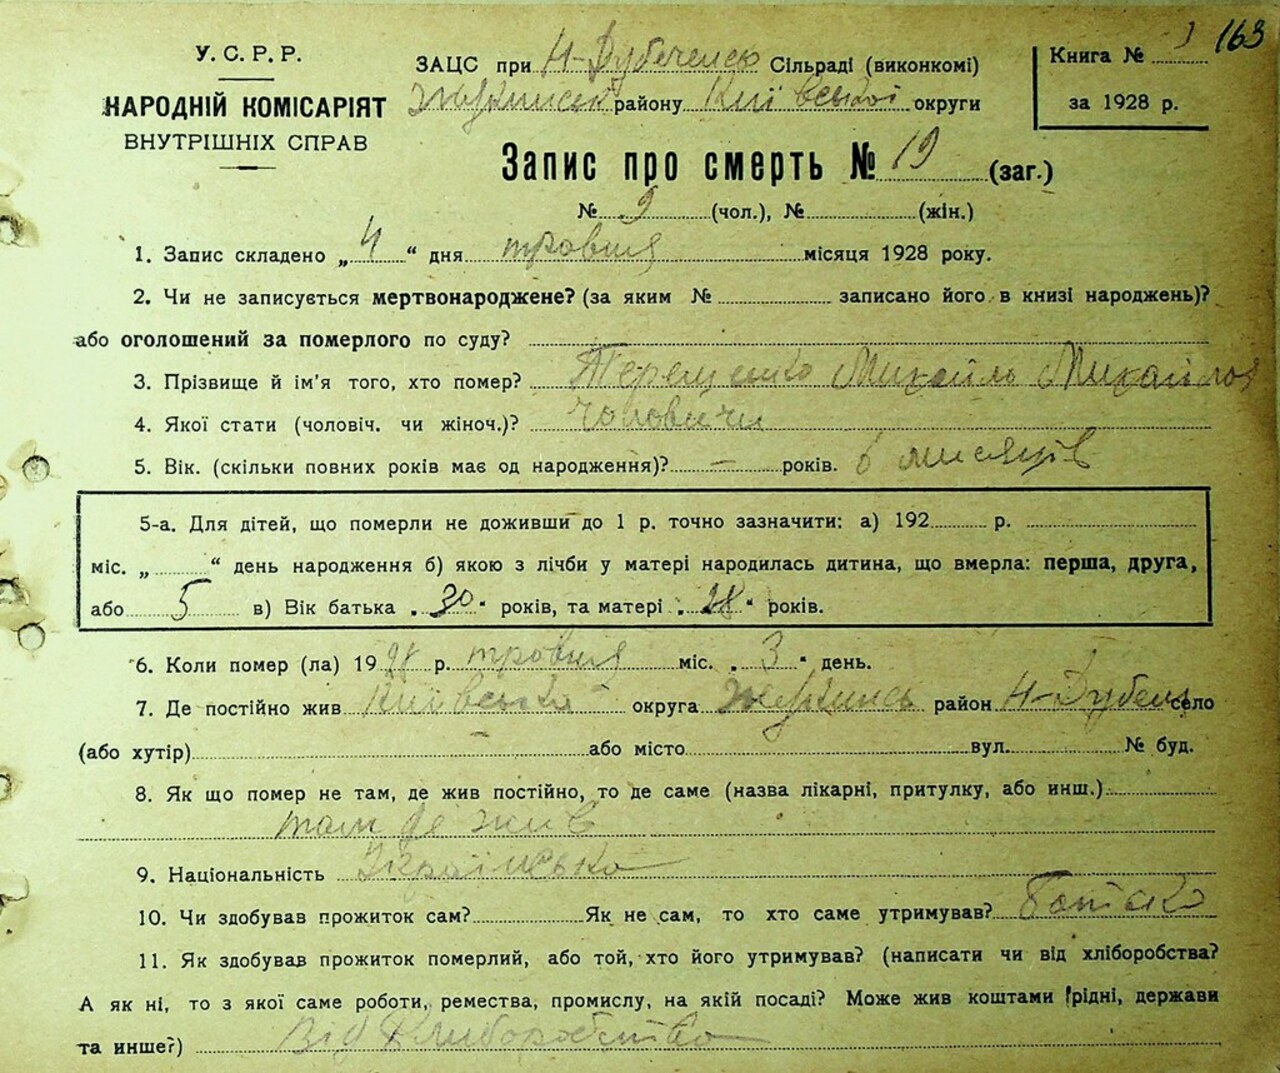 163
У. С. Р. Р.
НАРОДНІЙ КОМІСАРІЯТ
ВНУТРІШНІХ СПРАВ
ЗАЦС при Н-Дубеченсь Сільраді (виконкомі)
району Київської округи
Книга №
за 1928 р.
Запис про смерть № 19 (заг.)
№ 9 (чол.), № (жін.)
1. Запис складено „4“ дня травня місяця 1928 року.
2. Чи не записується мертвонароджене? (за яким № записано його в книзі народжень)?
або оголошений за померлого по суду?
3. Прізвище й ім'я того, хто помер? Терещенко Михайло Михайлов
4. Якої стати (чоловіч. чи жіноч.)? чоловічи
5. Вік. (скільки повних років має од народження)? — років. 6 мисяців
5-а. Для дітей, що померли не доживши до 1 р. точно зазначити: а) 192 р.
міс. „ “ день народження б) якою з лічби у матері народилась дитина, що вмерла: перша, друга,
або 5 в) Вік батька „30“ років, та матері „28“ років.
6. Коли помер (ла) 1928 р. травня міс. „3“ день.
7. Де постійно жив Київська округа район Н-Дубечь село
(або хутір) або місто вул. № буд.
8. Як що помер не там, де жив постійно, то де саме (назва лікарні, притулку, або инш.)
там де жив
9. Національність Українсько
10. Чи здобував прожиток сам? Як не сам, то хто саме утримував? Батько
11. Як здобував прожиток померлий, або той, хто його утримував? (написати чи від хліборобства?
А як ні, то з якої саме роботи, ремества, промислу, на якій посаді? Може жив коштами рідні, держави
та инше?) Від хлиборобство